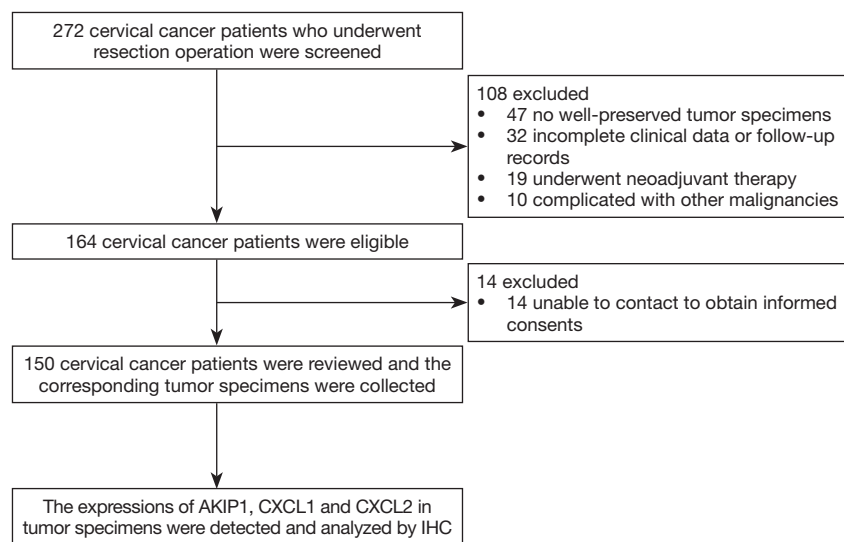 272 cervical cancer patients who underwent
resection operation were screened
108 excluded
• 47 no well-preserved tumor specimens
• 32 incomplete clinical data or follow-up
records
• 19 underwent neoadjuvant therapy
• 10 complicated with other malignancies
164 cervical cancer patients were eligible
14 excluded
• 14 unable to contact to obtain informed
consents
150 cervical cancer patients were reviewed and the
corresponding tumor specimens were collected
The expressions of AKIP1, CXCL1 and CXCL2 in
tumor specimens were detected and analyzed by IHC